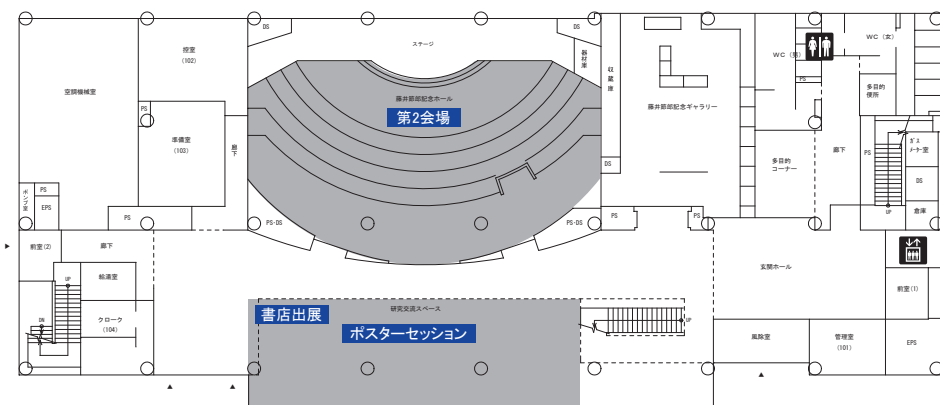 DS
ステージ
DS
控室
(102)
器材庫
収蔵庫
WC (男)
WC (女)
PS
空調機械室
藤井節郎記念ホール
第2会場
藤井節郎記念ギャラリー
多目的
便所
PS
準備室
(103)
廊下
多目的
コーナー
廊下
PS
ガス
メーター室
DS
DS
ポンプ室
PS
EPS
PS
PS・DS
PS・DS
PS
PS
UP
倉庫
前室(2)
廊下
給湯室
UP
玄関ホール
前室(1)
クローク
(104)
DN
書店出展
研究交流スペース
ポスターセッション
UP
風除室
管理室
(101)
EPS